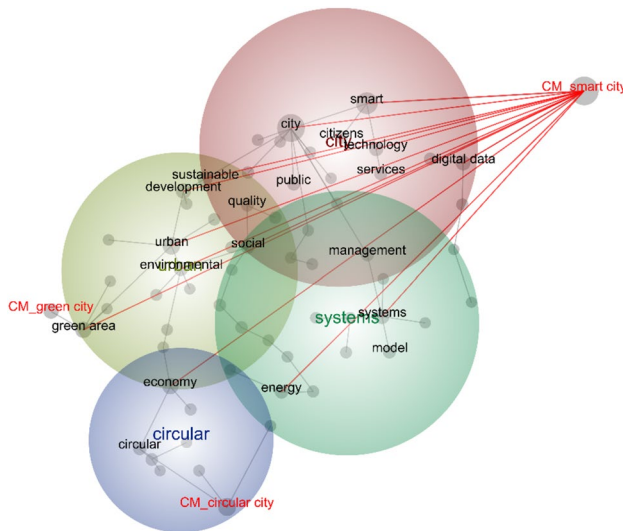 CM_smart city
smart
city
citizens
city
technology
digital data
sustainable
services
development
public
quality
urban
social
management
environmental
urban
CM_green city
green area
systems
systems
model
economy
energy
circular
circular
CM_circular city